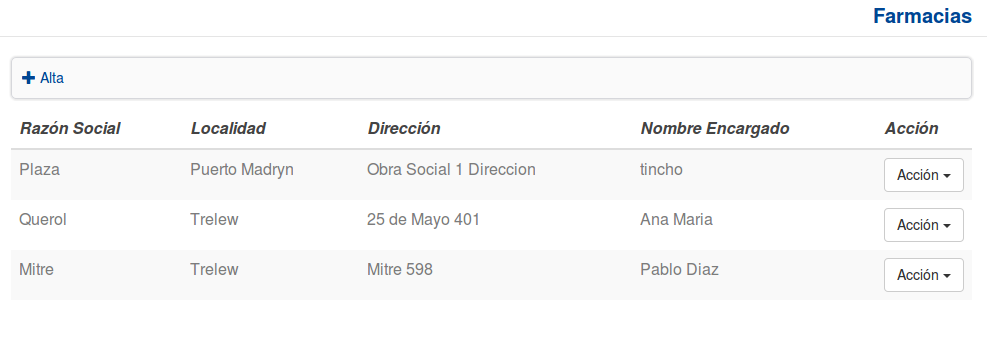 Farmacias
Alta
Razón Social Localidad Dirección Nombre Encargado Acción
Plaza Puerto Madryn Obra Social 1 Direccion tincho Acción
Querol Trelew 25 de Mayo 401 Ana Maria Acción
Mitre Trelew Mitre 598 Pablo Diaz Acción